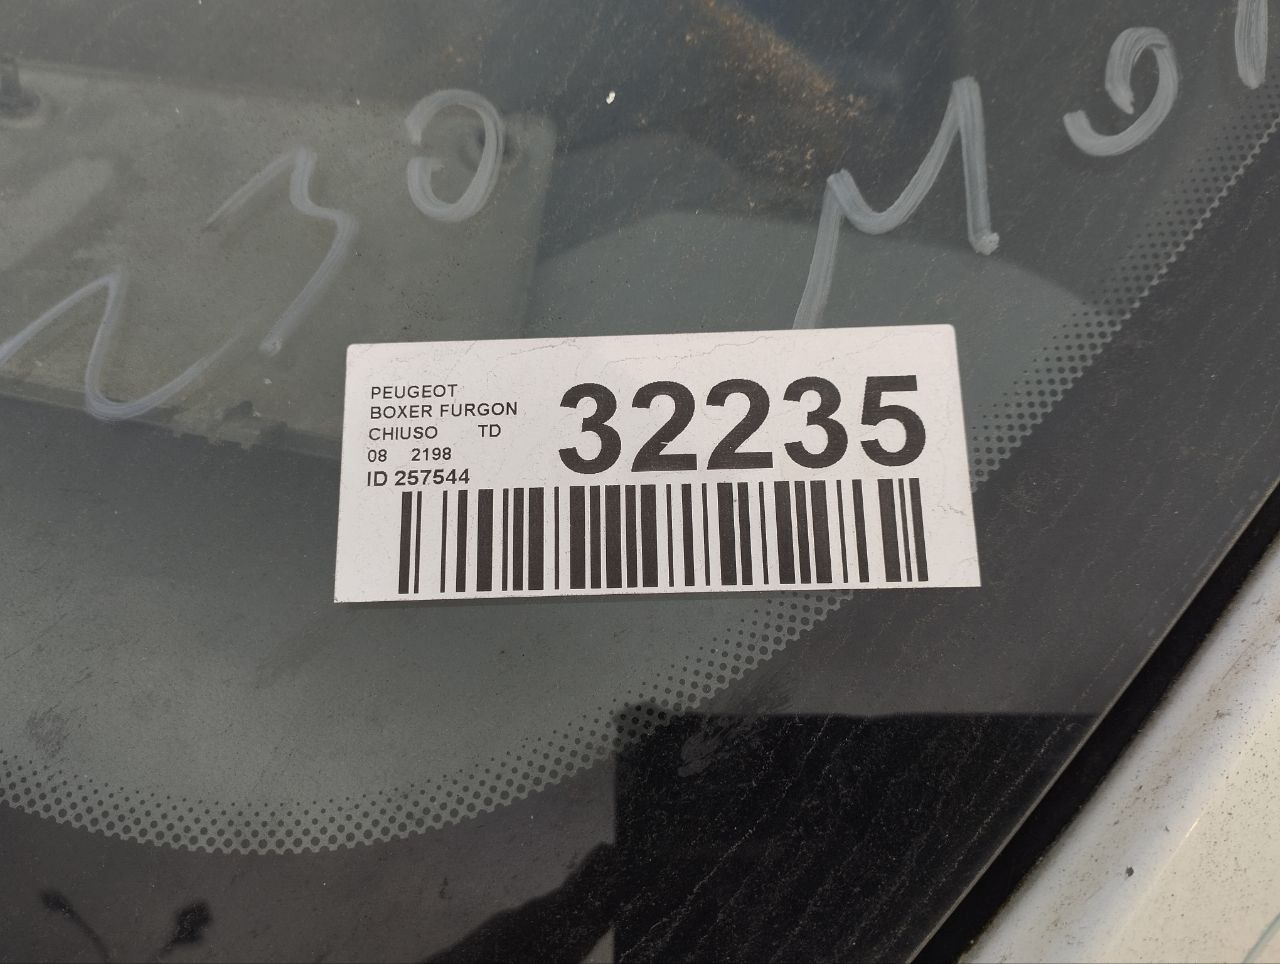 PEUGEOT
BOXER FURGON
CHIUSO TD
08 2198
ID 257544
32235